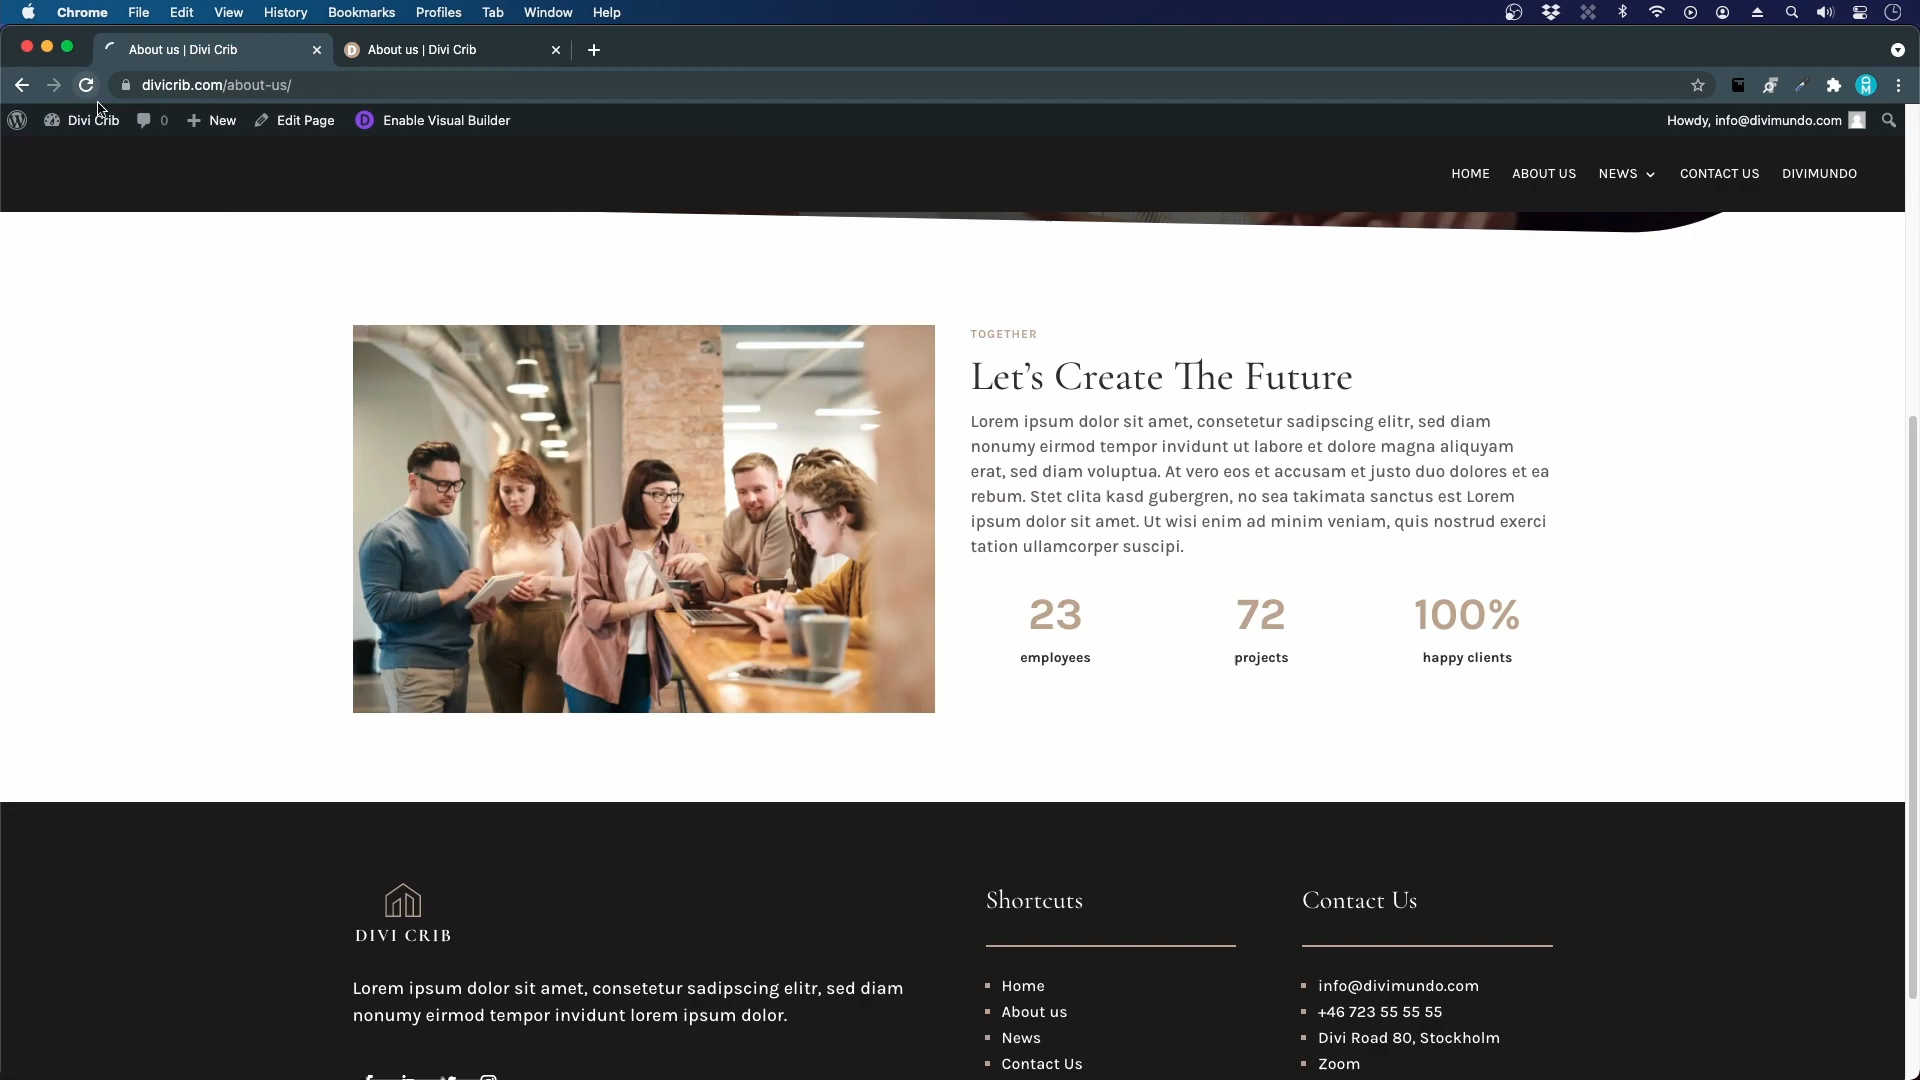 Chrome File Edit View History Bookmarks Profiles Tab Window Help
About us | Divi Crib
D About us | Divi Crib
divicrib.com/about-us/
DM
Divi Crib 0 New Edit Page D Enable Visual Builder
Howdy, info@divimundo.com
HOME ABOUT US NEWS CONTACT US DIVIMUNDO
TOGETHER
Let’s Create The Future
Lorem ipsum dolor sit amet, consetetur sadipscing elitr, sed diam
nonumy eirmod tempor invidunt ut labore et dolore magna aliquyam
erat, sed diam voluptua. At vero eos et accusam et justo duo dolores et ea
rebum. Stet clita kasd gubergren, no sea takimata sanctus est Lorem
ipsum dolor sit amet. Ut wisi enim ad minim veniam, quis nostrud exerci
tation ullamcorper suscipi.
23 72 100%
employees projects happy clients
DIVI CRIB
Lorem ipsum dolor sit amet, consetetur sadipscing elitr, sed diam
nonumy eirmod tempor invidunt lorem ipsum dolor.
Shortcuts
Home
About us
News
Contact Us
Contact Us
info@divimundo.com
+46 723 55 55 55
Divi Road 80, Stockholm
Zoom